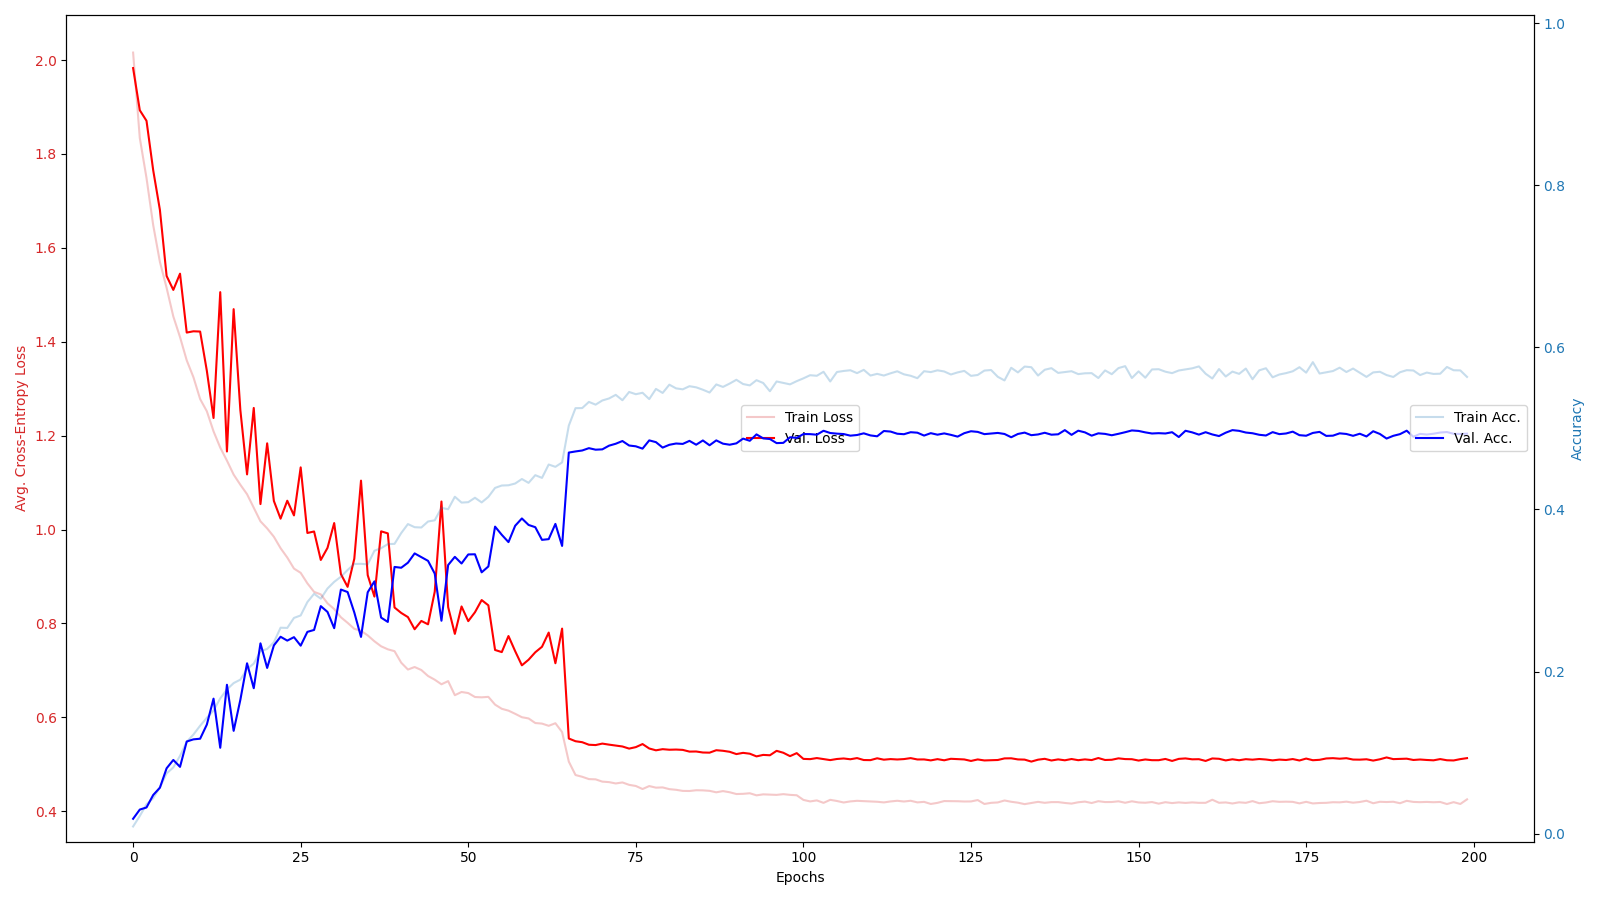 2.0
1.8
1.6
1.4
1.2
1.0
0.8
0.6
0.4
Avg. Cross-Entropy Loss
Train Loss
Val. Loss
Train Acc.
Val. Acc.
1.0
0.8
0.6
0.4
0.2
0.0
Accuracy
0 25 50 75 100 125 150 175 200
Epochs